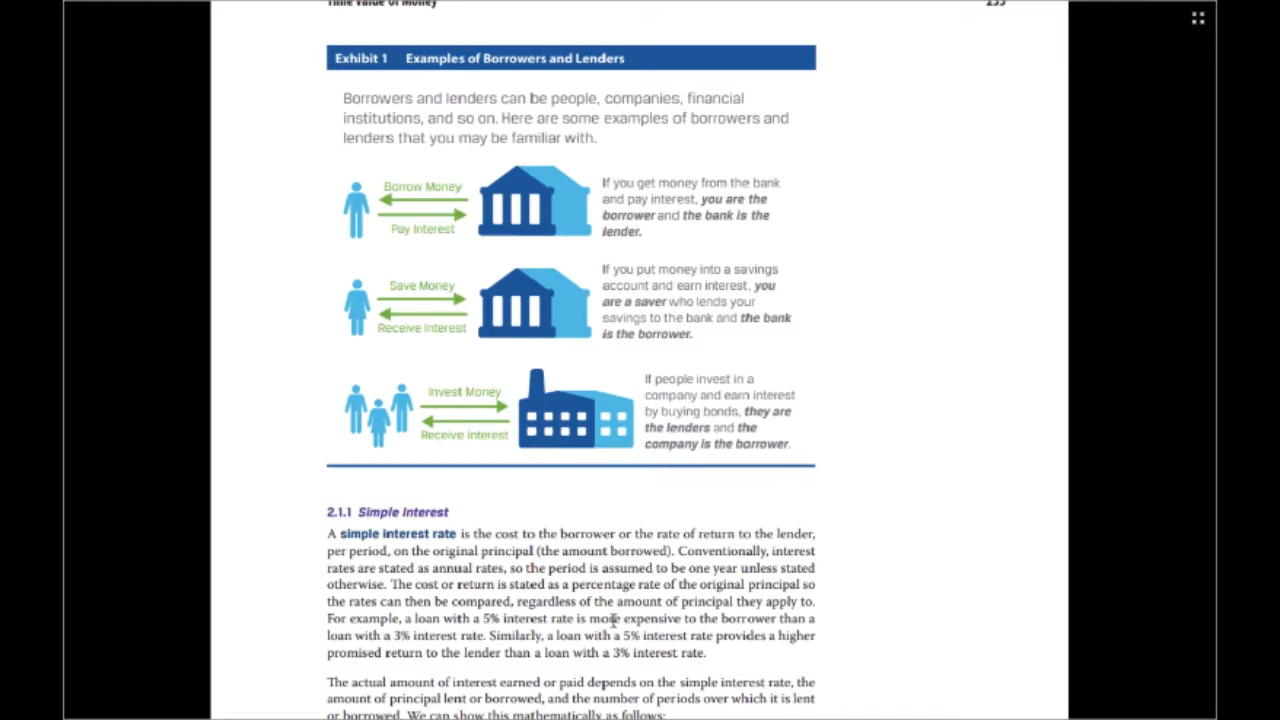 Time Value of Money
Exhibit 1 Examples of Borrowers and Lenders
Borrowers and lenders can be people, companies, financial
institutions, and so on. Here are some examples of borrowers and
lenders that you may be familiar with.
Borrow Money
Pay Interest
If you get money from the bank
and pay interest, you are the
borrower and the bank is the
lender.
Save Money
Receive Interest
If you put money into a savings
account and earn interest, you
are a saver who lends your
savings to the bank and the bank
is the borrower.
Invest Money
Receive Interest
If people invest in a
company and earn interest
by buying bonds, they are
the lenders and the
company is the borrower.
2.1.1 Simple Interest
A simple interest rate is the cost to the borrower or the rate of return to the lender,
per period, on the original principal (the amount borrowed). Conventionally, interest
rates are stated as annual rates, so the period is assumed to be one year unless stated
otherwise. The cost or return is stated as a percentage rate of the original principal so
the rates can then be compared, regardless of the amount of principal they apply to.
For example, a loan with a 5% interest rate is more expensive to the borrower than a
loan with a 3% interest rate. Similarly, a loan with a 5% interest rate provides a higher
promised return to the lender than a loan with a 3% interest rate.
The actual amount of interest earned or paid depends on the simple interest rate, the
amount of principal lent or borrowed, and the number of periods over which it is lent
or borrowed. We can show this mathematically as follows: